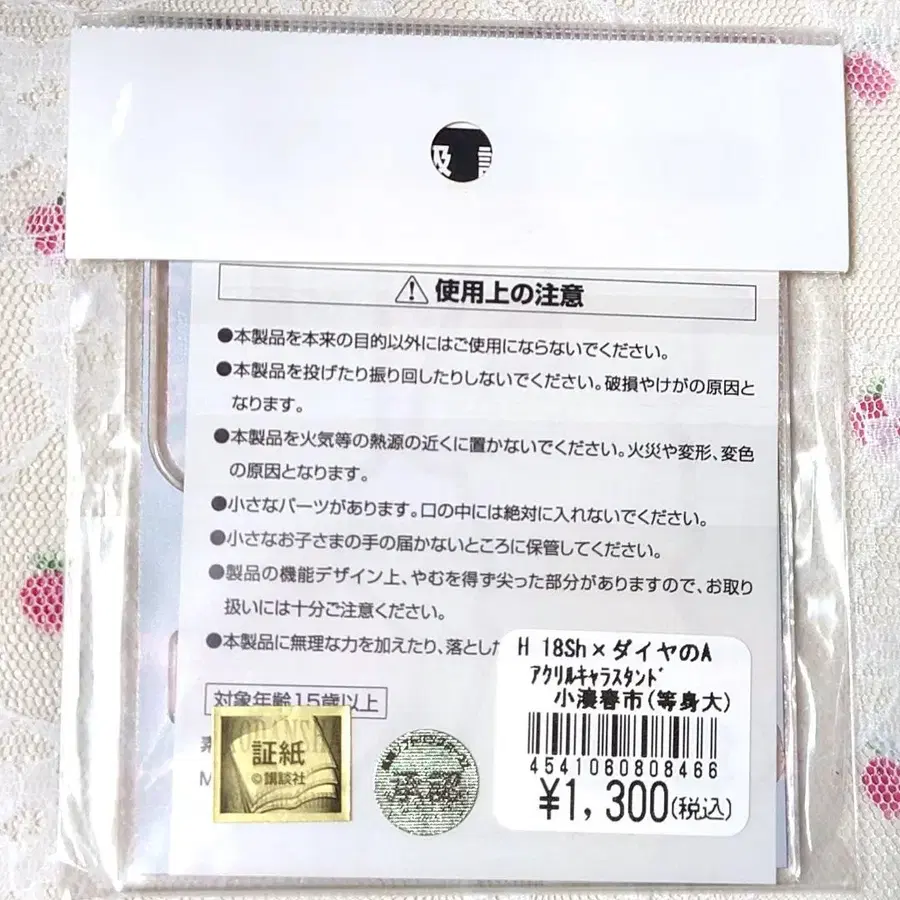 ⚠使用上の注意
●本製品を本来の目的以外にはご使用にならないでください。
●本製品を投げたり振り回したりしないでください。破損やけがの原因と
なります。
●本製品を火気等の熱源の近くに置かないでください。火災や変形、変色
の原因となります。
●小さなパーツがあります。口の中には絶対に入れないでください。
●小さなお子さまの手の届かないところに保管してください。
●製品の機能デザイン上、やむを得ず尖った部分がありますので、お取り
扱いには十分ご注意ください。
●本製品に無理な力を加えたり、落とした
対象年齢15歳以上
M
証紙
©講談社
H 18Sh×ダイヤのA
アクリルキャラスタンド
小湊春市(等身大)
4541060808466
¥1,300(税込)